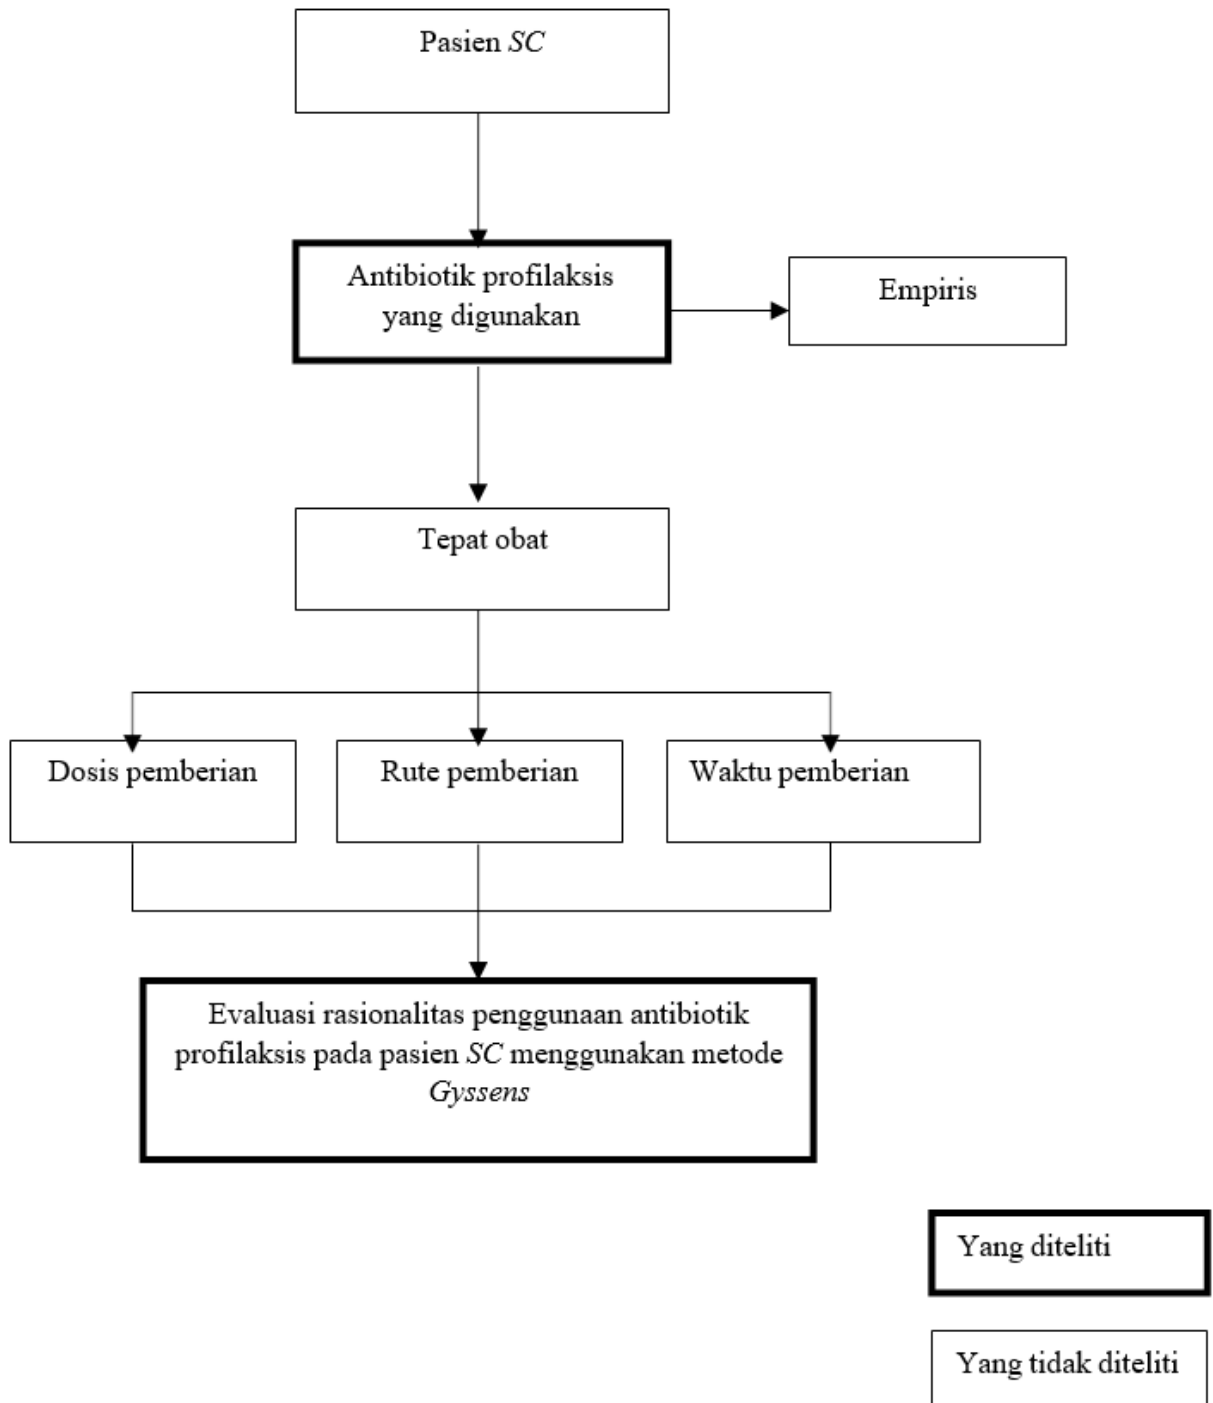 Pasien SC
Antibiotik profilaksis
yang digunakan
Empiris
Tepat obat
Dosis pemberian
Rute pemberian
Waktu pemberian
Evaluasi rasionalitas penggunaan antibiotik
profilaksis pada pasien SC menggunakan metode
Gyssens
Yang diteliti
Yang tidak diteliti